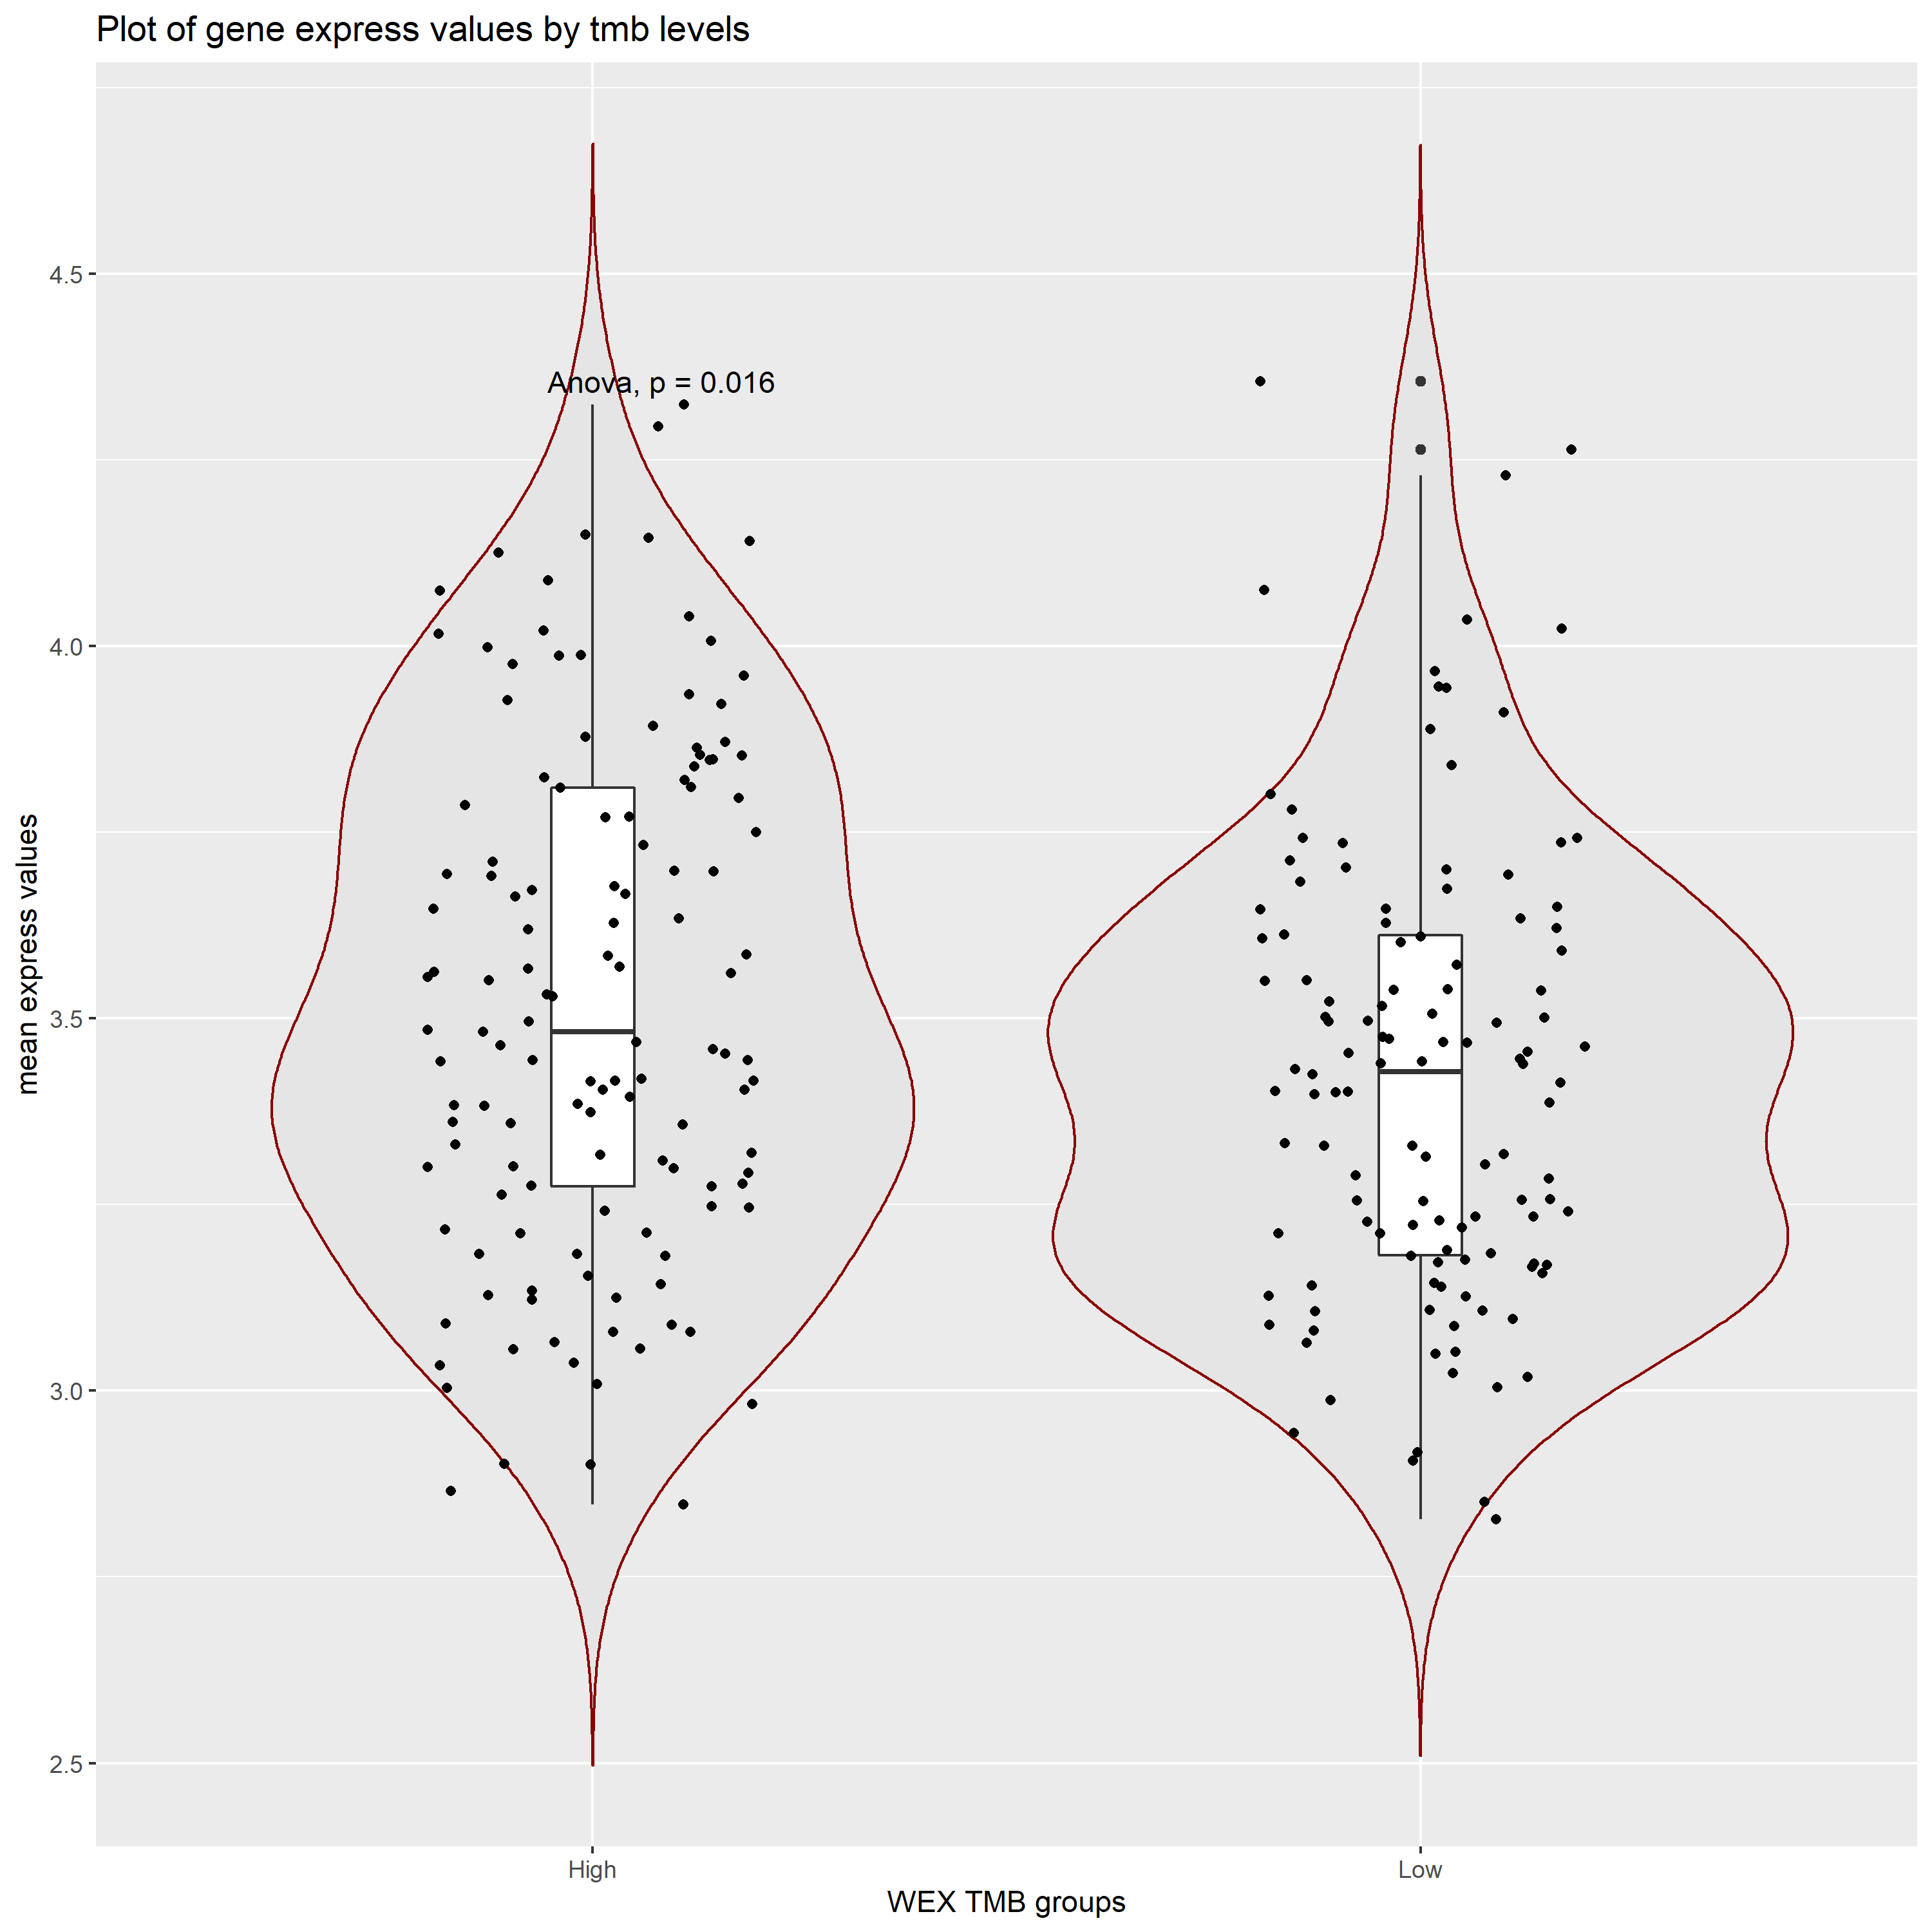 Plot of gene express values by tmb levels
4.5
Anova, p = 0.016
4.0
mean express values
3.5
3.0
2.5
High
Low
WEX TMB groups